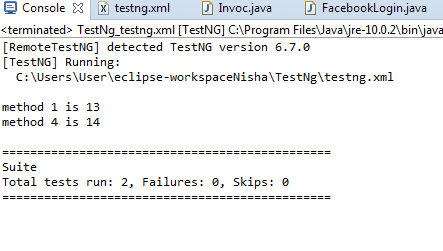 Console testng.xml Invoc.java FacebookLogin.java
<terminated> TestNg_testng.xml [TestNG] C:\Program Files\Java\jre-10.0.2\bin\java
[RemoteTestNG] detected TestNG version 6.7.0
[TestNG] Running:
C:\Users\User\eclipse-workspaceNisha\TestNg\testng.xml
method 1 is 13
method 4 is 14
===============================================
Suite
Total tests run: 2, Failures: 0, Skips: 0
===============================================